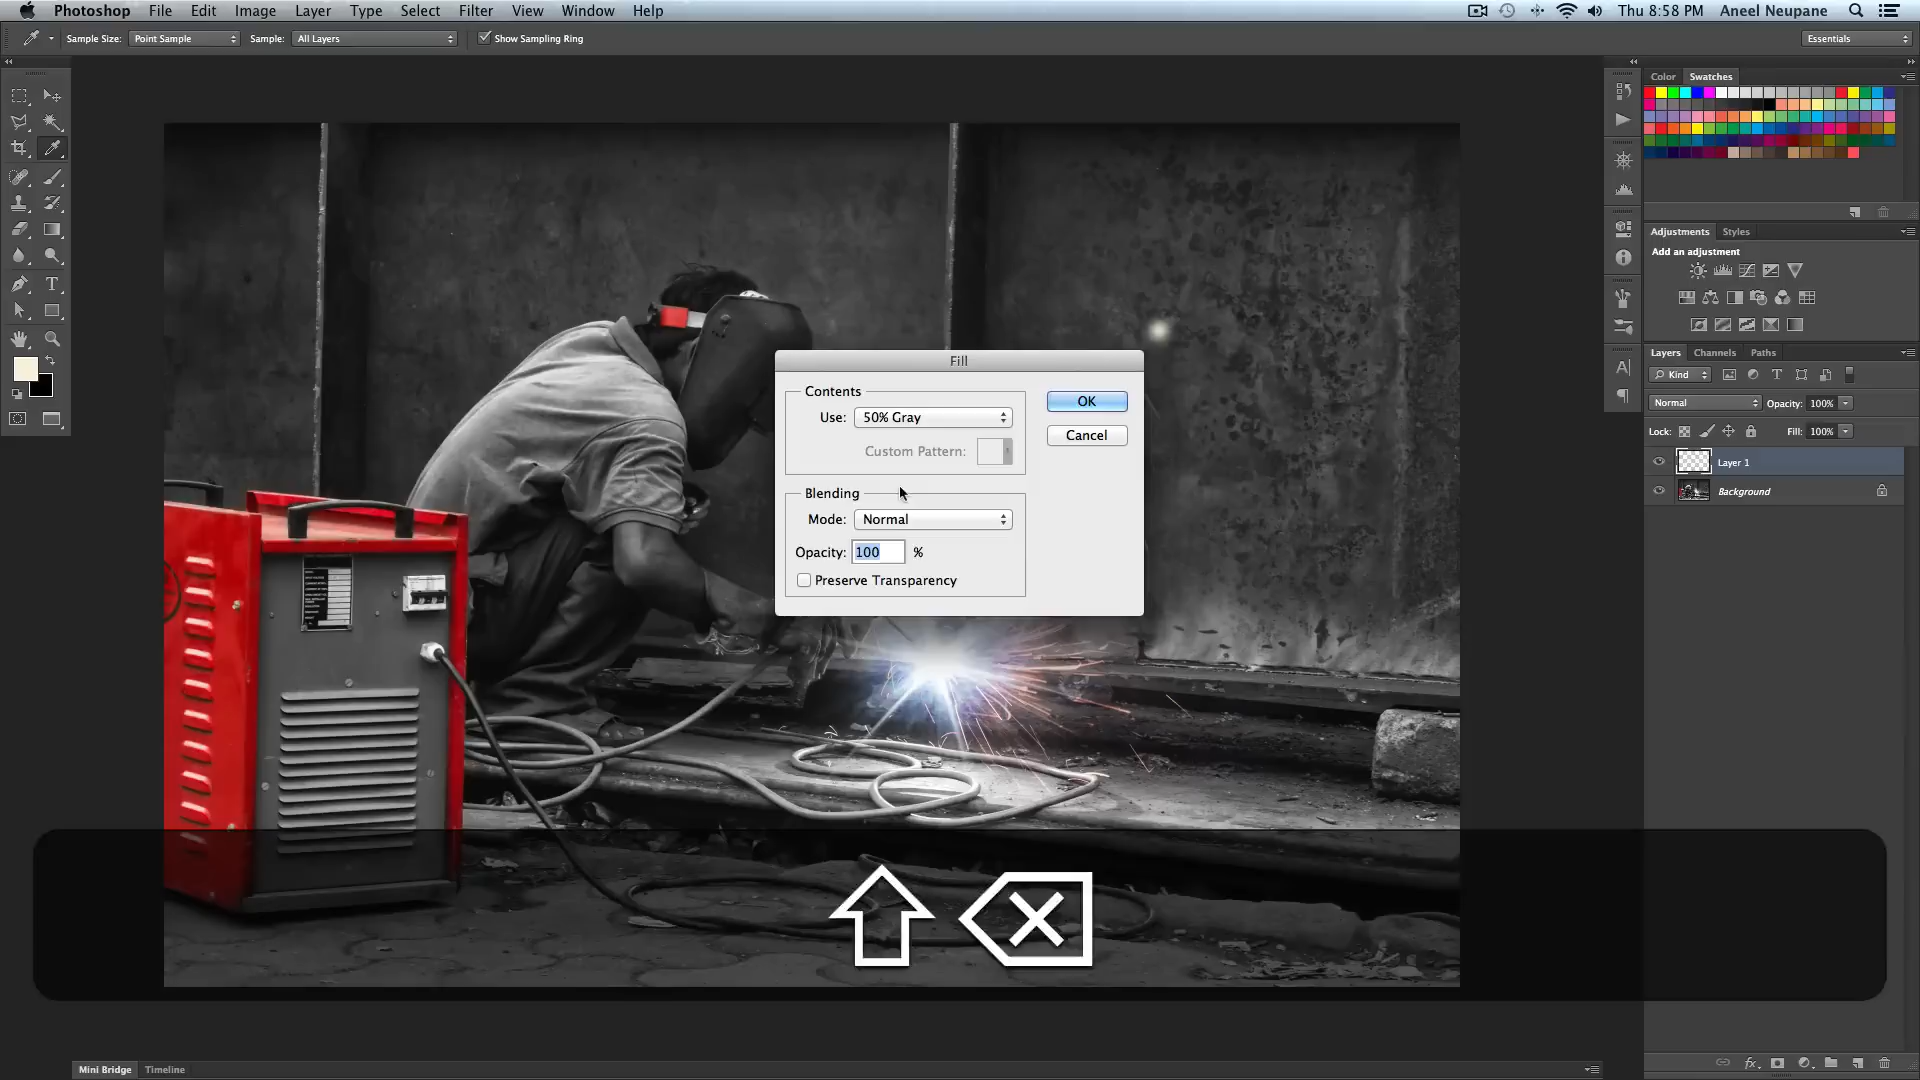 Photoshop File Edit Image Layer Type Select Filter View Window Help Thu 8:58 PM Aneel Neupane
Sample Size: Point Sample Sample: All Layers Show Sampling Ring Essentials
Color Swatches
Adjustments Styles
Add an adjustment
Layers Channels Paths
Kind
Normal Opacity: 100%
Lock: Fill: 100%
Layer 1
Background
Fill
Contents
Use: 50% Gray
Custom Pattern:
OK
Cancel
Blending
Mode: Normal
Opacity: 100 %
Preserve Transparency
Mini Bridge Timeline